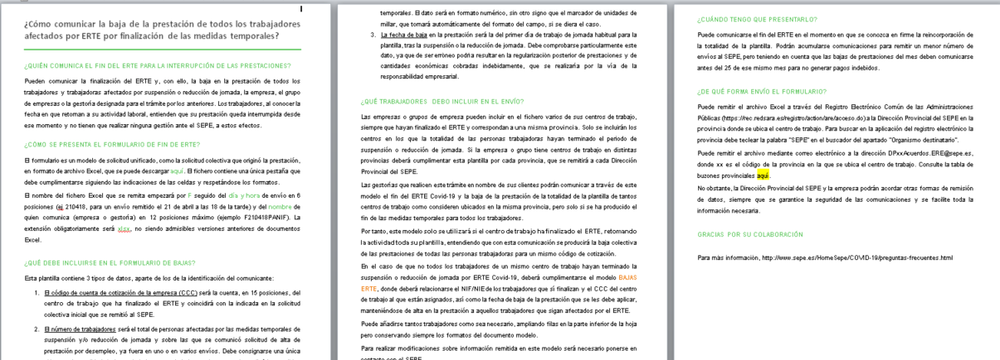 ¿Cómo comunicar la baja de la prestación de todos los trabajadores
afectados por ERTE por finalización de las medidas temporales?
¿QUIÉN COMUNICA EL FIN DEL ERTE PARA LA INTERRUPCIÓN DE LAS PRESTACIONES?
Pueden comunicar la finalización del ERTE y, con ello, la baja en la prestación de todos los
trabajadores y trabajadoras afectados por suspensión o reducción de jornada, la empresa, el grupo
de empresas o la gestoría designada para el trámite por los anteriores. Los trabajadores, al conocer la
fecha en que retoman a su actividad laboral, entienden que su prestación queda interrumpida desde
ese momento y no tienen que realizar ninguna gestión ante el SEPE, a estos efectos.
¿CÓMO SE PRESENTA EL FORMULARIO DE FIN DE ERTE?
El formulario es un modelo de solicitud unificado, como la solicitud colectiva que originó la prestación,
en formato de archivo Excel, que se puede descargar aquí. El fichero contiene una única pestaña que
debe cumplimentarse siguiendo las indicaciones de las celdas y respetándose los formatos.
El nombre del fichero Excel que se remita empezará por F seguido del día y hora de envío en 6
posiciones (ej 210418, para un envío remitido el 21 de abril a las 18 de la tarde) y del nombre de
quien comunica (empresa o gestoría) en 12 posiciones máximo (ejemplo F210418PANIF). La
extensión obligatoriamente será xlsx, no siendo admisibles versiones anteriores de documentos
Excel.
¿QUÉ DEBE INCLUIRSE EN EL FORMULARIO DE BAJAS?
Esta plantilla contiene 3 tipos de datos, aparte de los de la identificación del comunicante:
1. El código de cuenta de cotización de la empresa (CCC) será la cuenta, en 15 posiciones, del
centro de trabajo que ha finalizado el ERTE y coincidirá con la indicada en la solicitud
colectiva inicial que se remitió al SEPE.
2. El número de trabajadores será el total de personas afectadas por las medidas temporales de
suspensión y/o reducción de jornada y sobre las que se comunicó solicitud de alta de
prestación por desempleo, ya fuera en uno o en varios envíos. Debe consignarse una única
temporales. El dato será en formato numérico, sin otro signo que el marcador de unidades de
millar, que tomará automáticamente del formato del campo, si se diera el caso.
3. La fecha de baja en la prestación será la del primer día de trabajo de jornada habitual para la
plantilla, tras la suspensión o la reducción de jornada. Debe comprobarse particularmente este
dato, ya que de ser erróneo podría resultar en la regularización posterior de prestaciones y de
cantidades económicas cobradas indebidamente, que se realizaría por la vía de la
responsabilidad empresarial.
¿QUÉ TRABAJADORES DEBO INCLUIR EN EL ENVÍO?
Las empresas o grupos de empresa pueden incluir en el fichero varios de sus centros de trabajo,
siempre que hayan finalizado el ERTE y correspondan a una misma provincia. Solo se incluirán los
centros en los que la totalidad de las personas trabajadoras hayan terminado el periodo de
suspensión o reducción de jornada. Si la empresa o grupo tiene centros de trabajo en distintas
provincias deberá cumplimentar esta plantilla por cada provincia, que se remitirá a cada Dirección
Provincial del SEPE.
Las gestorías que realicen este trámite en nombre de sus clientes podrán comunicar a través de este
modelo el fin del ERTE Covid-19 y la baja de la prestación de la totalidad de la plantilla de tantos
centros de trabajo como consideren ubicados en la misma provincia, pero solo si se ha producido el
fin de las medidas temporales para todos los trabajadores.
Por tanto, este modelo solo se utilizará si el centro de trabajo ha finalizado el ERTE, retomando
la actividad toda su plantilla, entendiendo que con esta comunicación se producirá la baja colectiva
de las prestaciones de todas las personas trabajadoras para un mismo código de cotización.
En el caso de que no todos los trabajadores de un mismo centro de trabajo hayan terminado la
suspensión o reducción de jornada por ERTE Covid-19, deberá cumplimentarse el modelo BAJAS
ERTE, donde deberá relacionarse el NIF/NIE de los trabajadores que sí finalizan y el CCC del centro
de trabajo al que están asignados, así como la fecha de baja de la prestación que se les debe aplicar,
manteniéndose de alta en la prestación a aquellos trabajadores que sigan afectados por el ERTE.
Puede añadirse tantos trabajadores como sea necesario, ampliando filas en la parte inferior de la hoja
pero conservando siempre los formatos del documento modelo.
Para realizar modificaciones sobre información remitida en este modelo será necesario ponerse en
contacto con el SEPE.
¿CUÁNDO TENGO QUE PRESENTARLO?
Puede comunicarse el fin del ERTE en el momento en que se conozca en firme la reincorporación de
la totalidad de la plantilla. Podrán acumularse comunicaciones para remitir un menor número de
envíos al SEPE, pero teniendo en cuenta que las bajas de prestaciones del mes deben comunicarse
antes del 25 de ese mismo mes para no generar pagos indebidos.
¿DE QUÉ FORMA ENVÍO EL FORMULARIO?
Puede remitir el archivo Excel a través del Registro Electrónico Común de las Administraciones
Públicas (https://rec.redsara.es/registro/action/are/acceso.do) a la Dirección Provincial del SEPE en la
provincia donde se ubica el centro de trabajo. Para buscar en la aplicación del registro electrónico la
provincia debe teclear la palabra "SEPE" en el buscador del apartado "Organismo destinatario".
Puede remitir el archivo mediante correo electrónico a la dirección DPxxAcuerdos.ERE@sepe.es,
donde xx es el código de la provincia en la que se ubica el centro de trabajo. Consulte la tabla de
buzones provinciales aquí.
No obstante, la Dirección Provincial del SEPE y la empresa podrán acordar otras formas de remisión
de datos, siempre que se garantice la seguridad de las comunicaciones y se facilite toda la
información necesaria.
GRACIAS POR SU COLABORACIÓN
Para más información, http://www.sepe.es/HomeSepe/COVID-19/preguntas-frecuentes.html